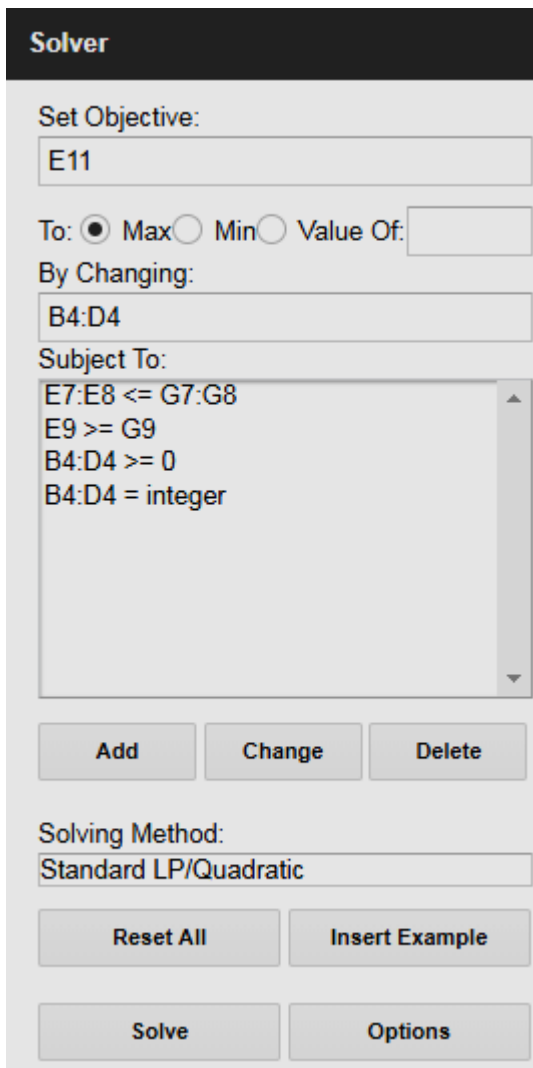 Solver
Set Objective:
E11
To: Max Min Value Of:
By Changing:
B4:D4
Subject To:
E7:E8 <= G7:G8
E9 >= G9
B4:D4 >= 0
B4:D4 = integer
Add Change Delete
Solving Method:
Standard LP/Quadratic
Reset All Insert Example
Solve Options